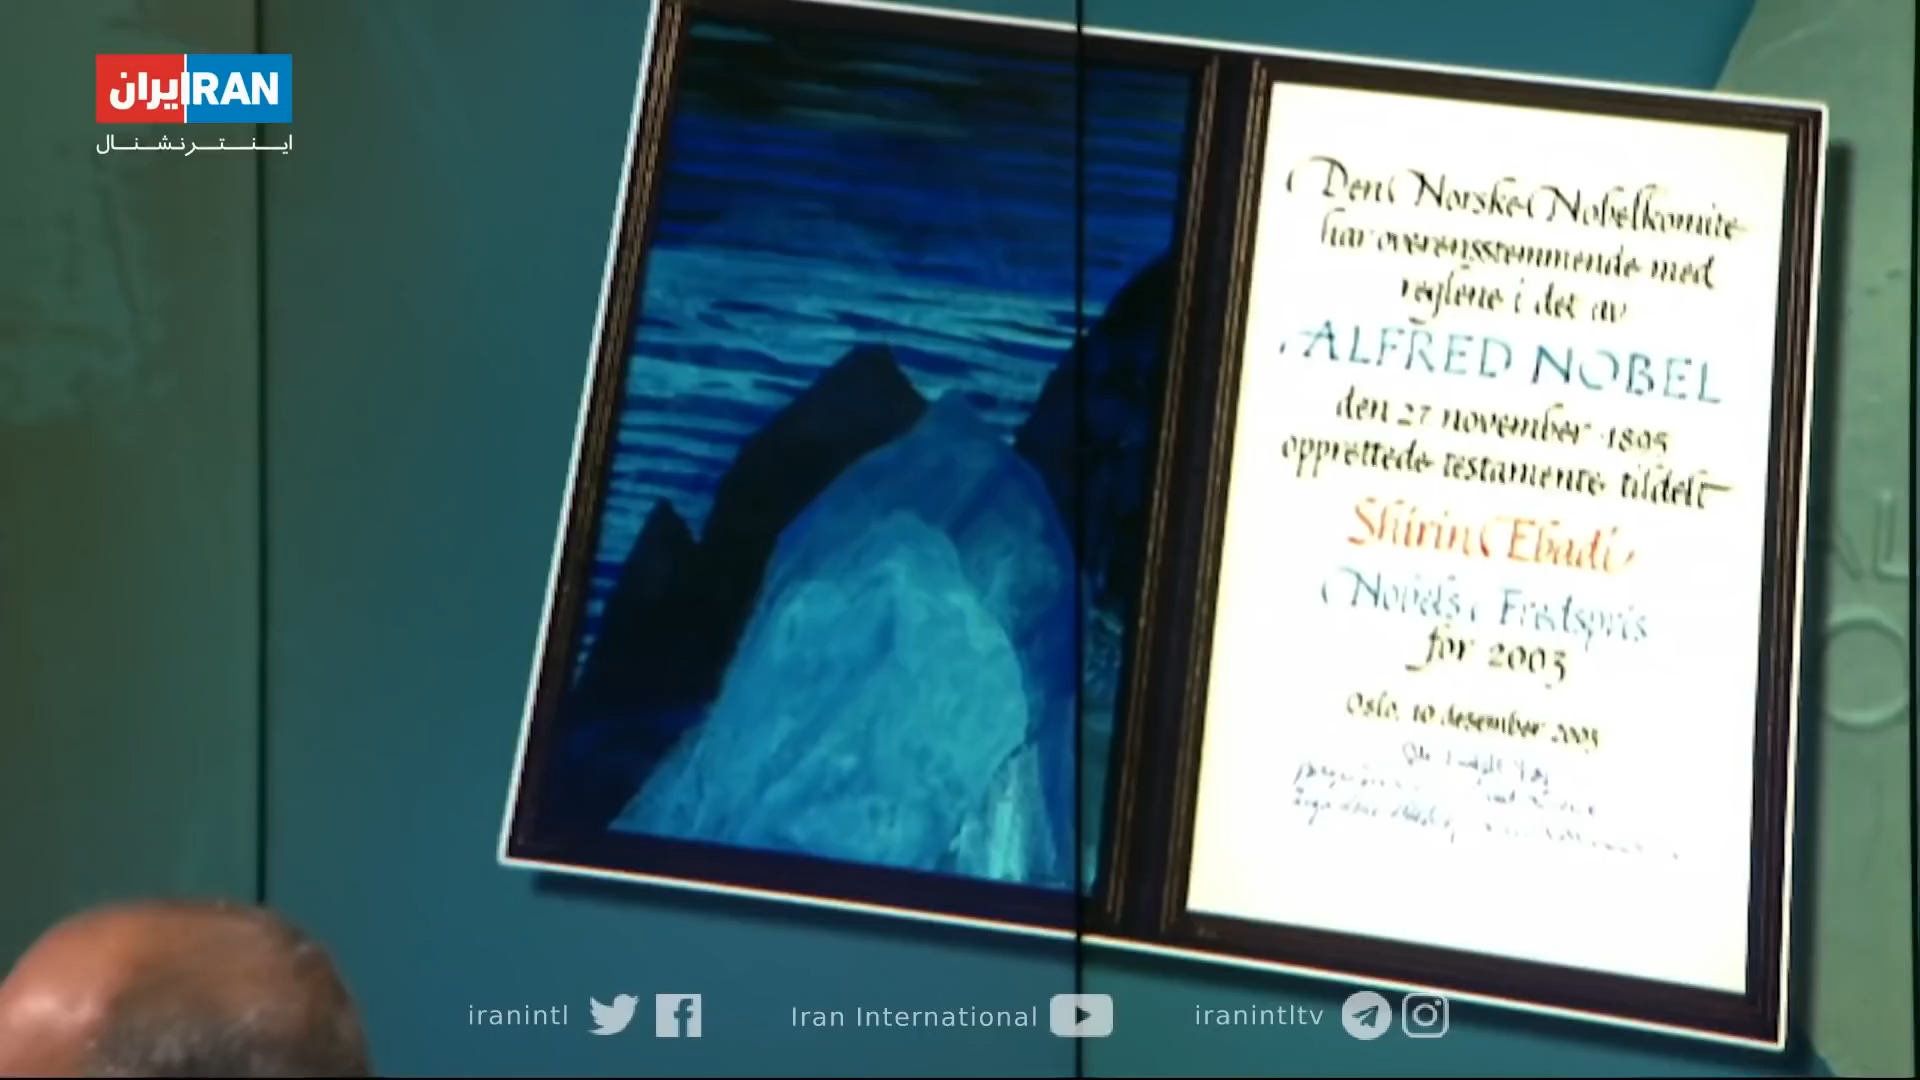 ایران IRAN
اینترنشنال
Den Norske Nobelkomite
har overensstemmende med
reglene i det av
ALFRED NOBEL
den 27 november 1895
opprettede testamente tildelt
Shirin Ebadi
Nobels Fredspris
for 2003
Oslo, 10 desember 2003
iranintl
Iran International
iranintltv